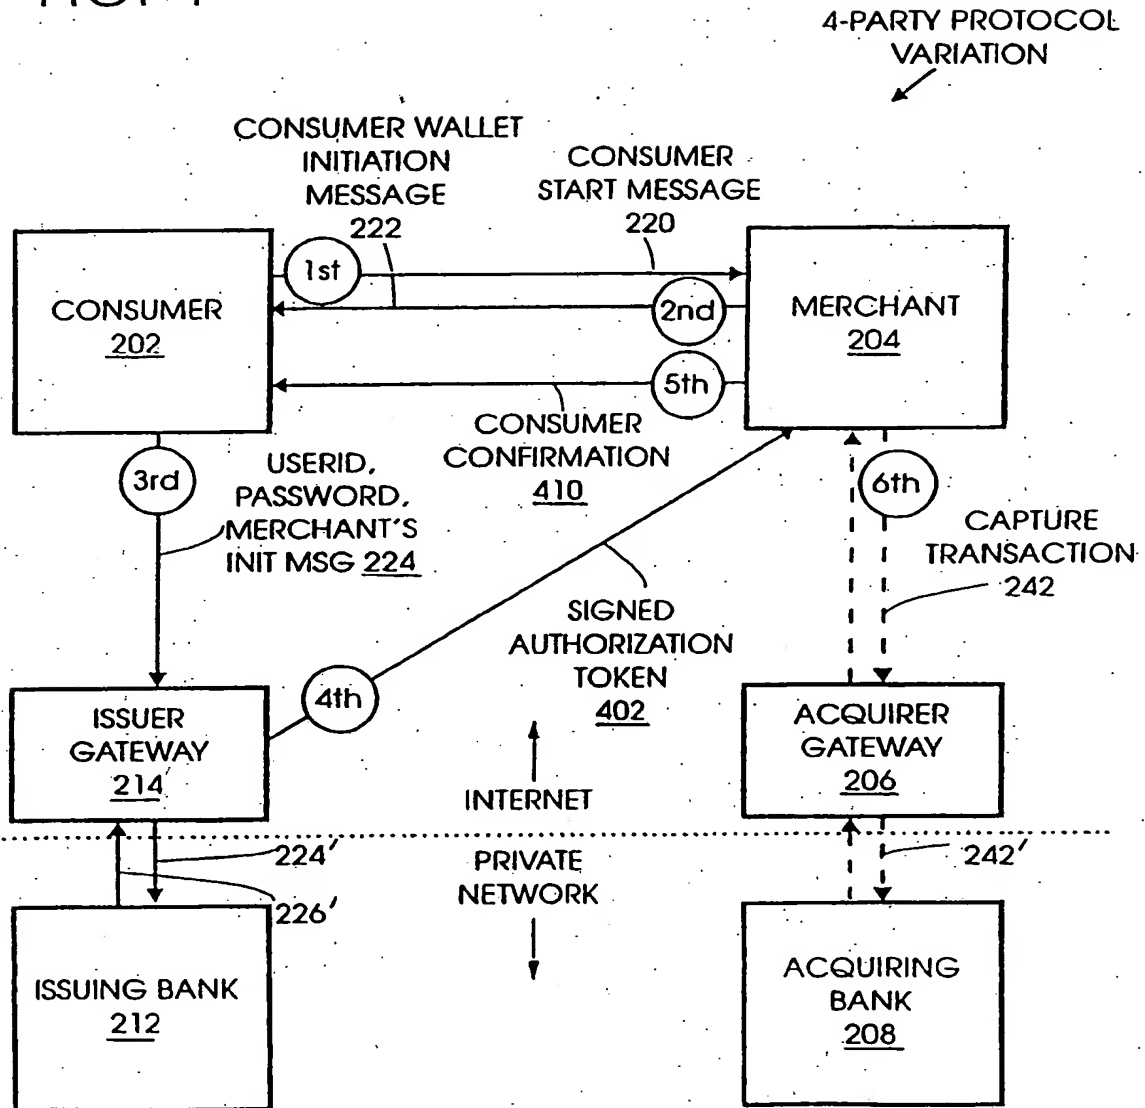 4-PARTY PROTOCOL
VARIATION
CONSUMER WALLET
INITIATION
MESSAGE
222
CONSUMER
START MESSAGE
220
1st
2nd
CONSUMER
202
MERCHANT
204
5th
CONSUMER
CONFIRMATION
410
3rd
USERID,
PASSWORD,
MERCHANT'S
INIT MSG 224
6th
CAPTURE
TRANSACTION
242
SIGNED
AUTHORIZATION
TOKEN
402
4th
ISSUER
GATEWAY
214
ACQUIRER
GATEWAY
206
INTERNET
224'
PRIVATE
NETWORK
242'
226'
ISSUING BANK
212
ACQUIRING
BANK
208